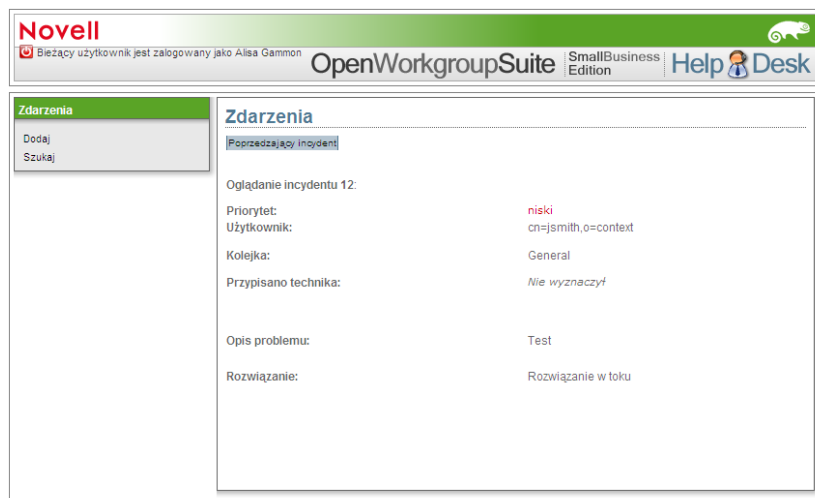 Novell
Bieżący użytkownik jest zalogowany jako Alisa Gammon
OpenWorkgroupSuite SmallBusiness Edition HelpDesk
Zdarzenia
Dodaj
Szukaj
Zdarzenia
Poprzedzający incydent
Oglądanie incydentu 12:
Priorytet: niski
Użytkownik: cn=jsmith,o=context
Kolejka: General
Przypisano technika: Nie wyznaczył
Opis problemu: Test
Rozwiązanie: Rozwiązanie w toku